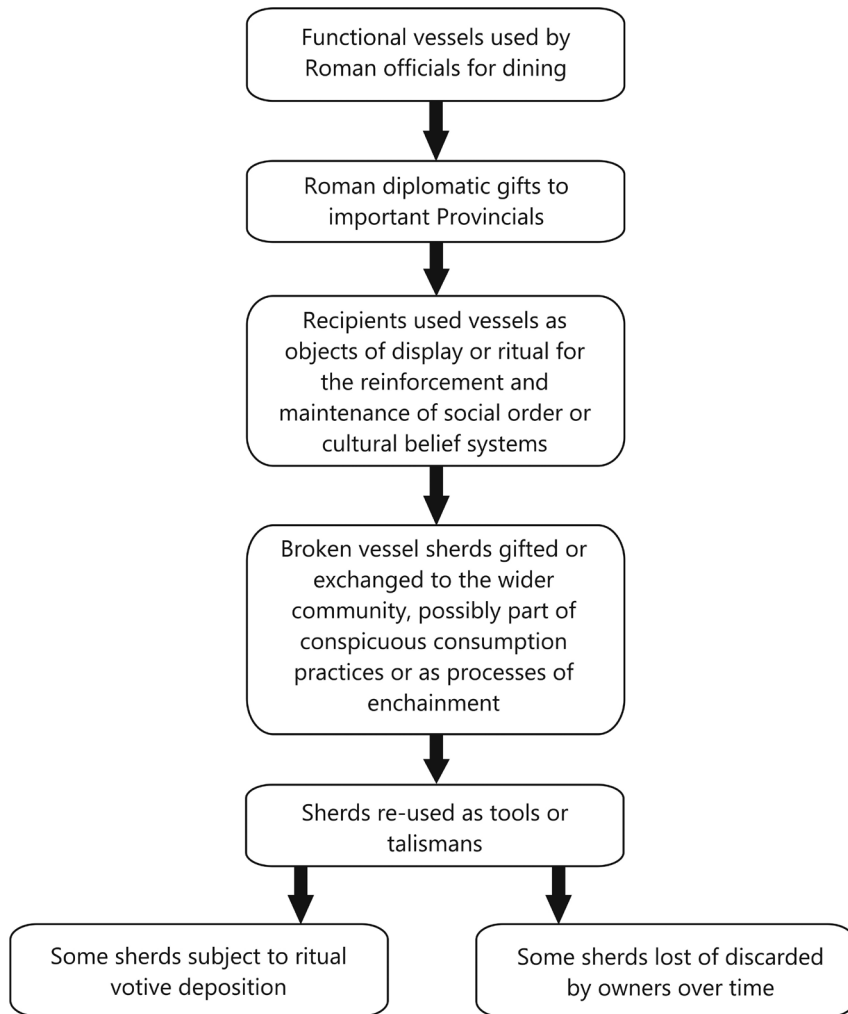 Functional vessels used by
Roman officials for dining
Roman diplomatic gifts to
important Provincials
Recipients used vessels as
objects of display or ritual for
the reinforcement and
maintenance of social order or
cultural belief systems
Broken vessel sherds gifted or
exchanged to the wider
community, possibly part of
conspicuous consumption
practices or as processes of
enchainment
Sherds re-used as tools or
talismans
Some sherds subject to ritual
votive deposition
Some sherds lost of discarded
by owners over time